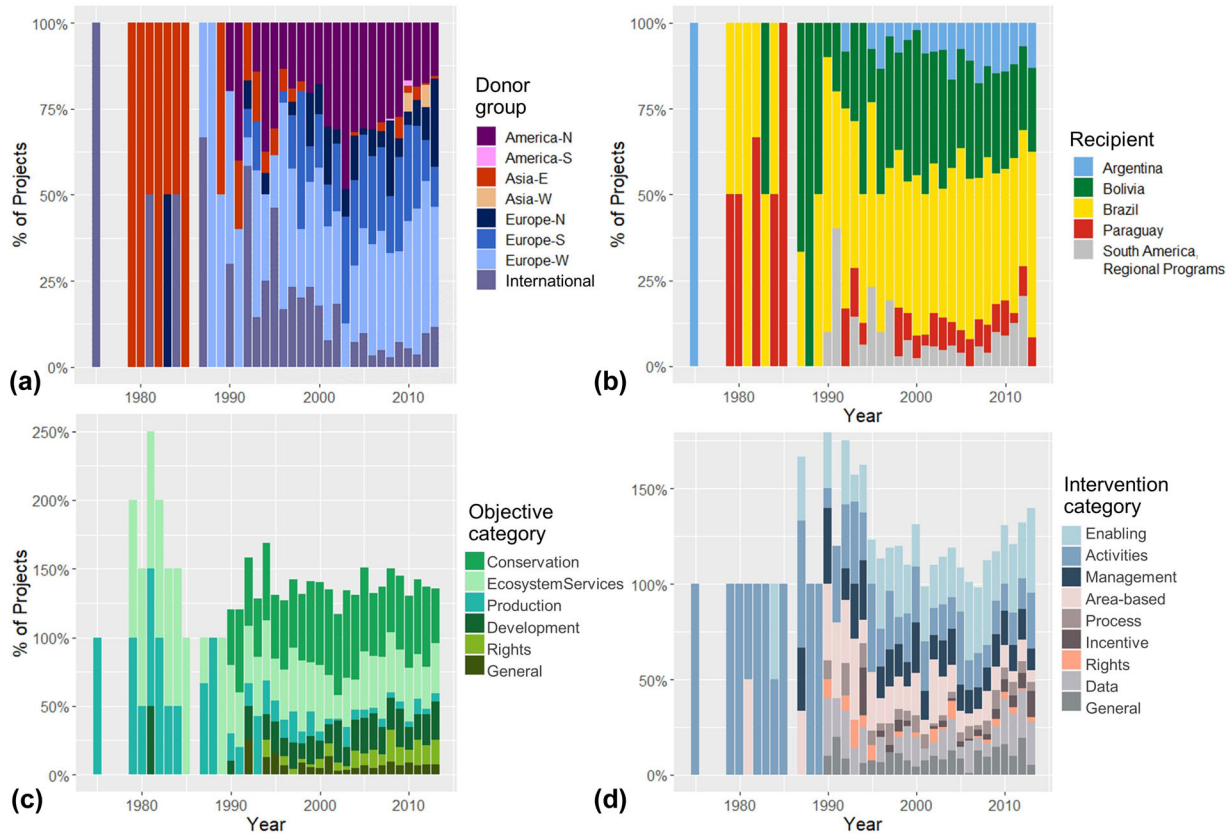 100%
75%
50%
25%
0%
% of Projects
1980
1990
2000
2010
(a)
Donor
group
America-N
America-S
Asia-E
Asia-W
Europe-N
Europe-S
Europe-W
International
100%
75%
50%
25%
0%
% of Projects
1980
1990
2000
2010
Year
(b)
Recipient
Argentina
Bolivia
Brazil
Paraguay
South America,
Regional Programs
250%
200%
150%
100%
50%
0%
% of Projects
1980
1990
2000
2010
Year
(c)
Objective
category
Conservation
EcosystemServices
Production
Development
Rights
General
150%
100%
50%
0%
% of Projects
1980
1990
2000
2010
Year
(d)
Intervention
category
Enabling
Activities
Management
Area-based
Process
Incentive
Rights
Data
General